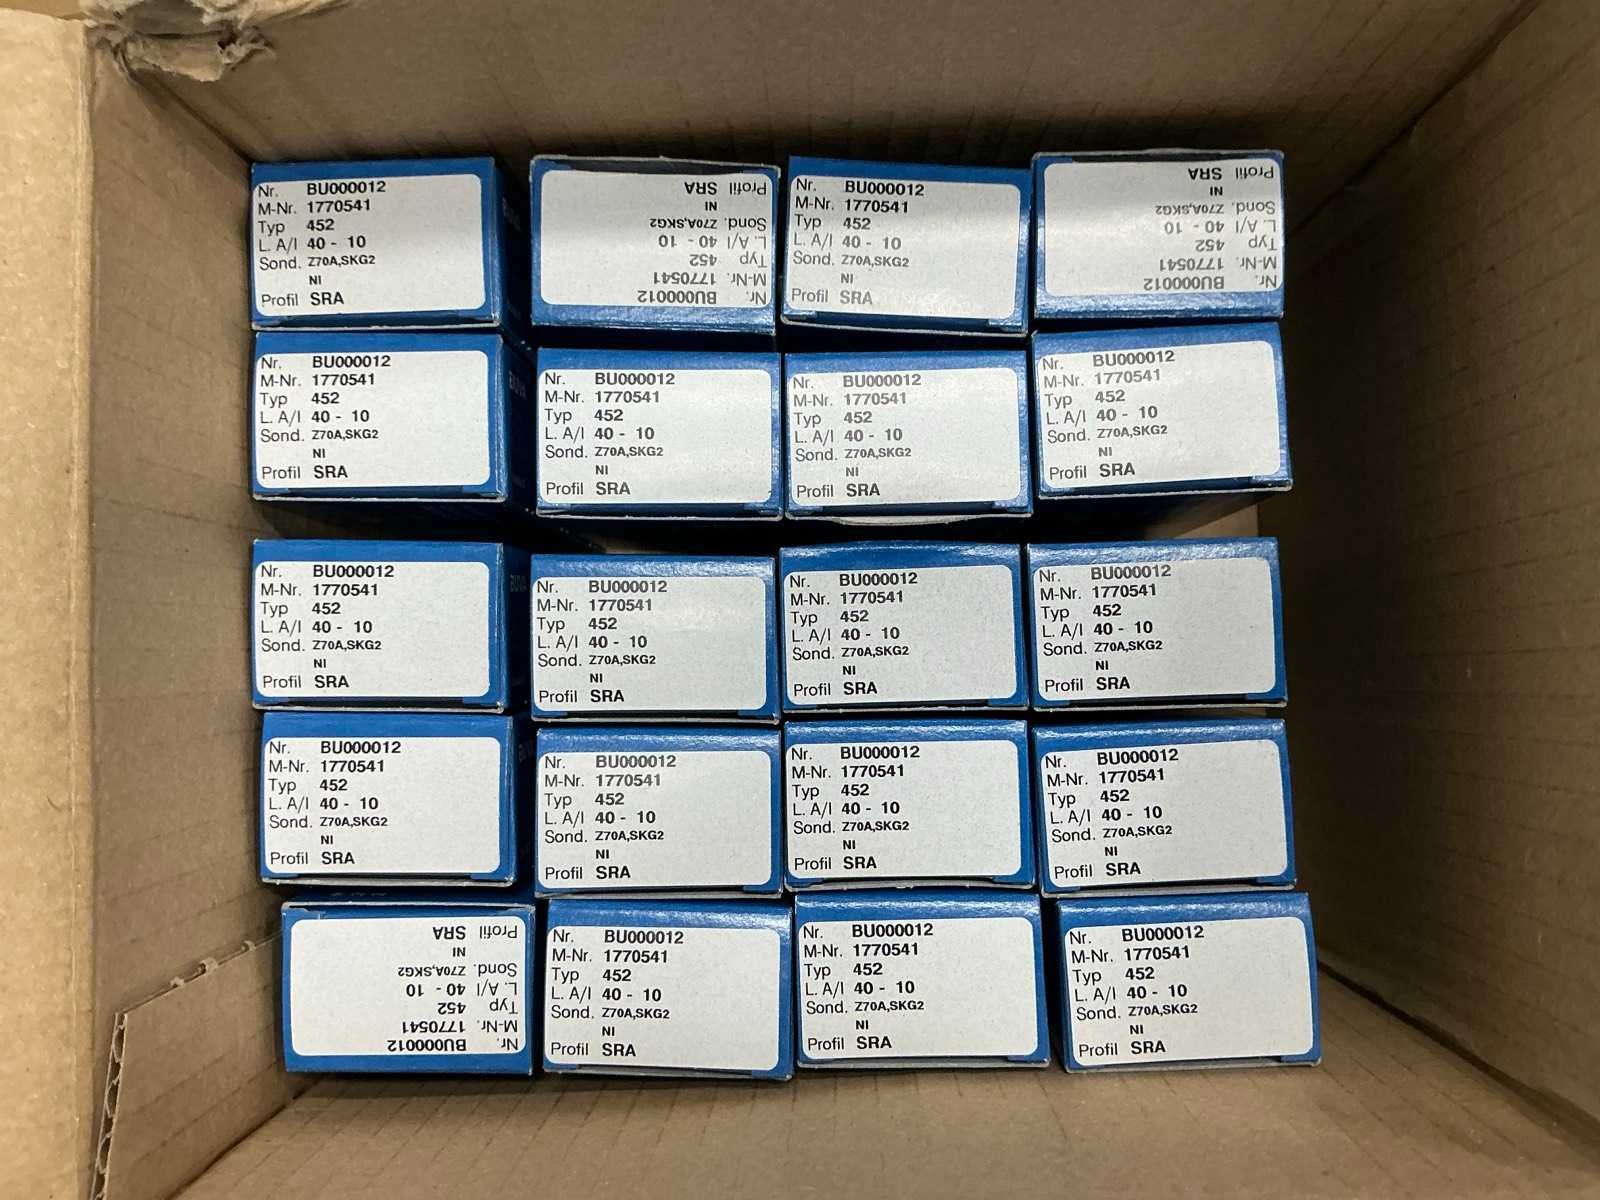 Nr. BU000012
M-Nr. 1770541
Typ 452
L. A/I 40 - 10
Sond. Z70A,SKG2
NI
Profil SRA
Nr. BU000012
M-Nr. 1770541
Typ 452
L. A/I 40 - 10
Sond. Z70A,SKG2
NI
Profil SRA
Nr. BU000012
M-Nr. 1770541
Typ 452
L. A/I 40 - 10
Sond. Z70A,SKG2
NI
Profil SRA
Nr. BU000012
M-Nr. 1770541
Typ 452
L. A/I 40 - 10
Sond. Z70A,SKG2
NI
Profil SRA
Nr. BU000012
M-Nr. 1770541
Typ 452
L. A/I 40 - 10
Sond. Z70A,SKG2
NI
Profil SRA
Nr. BU000012
M-Nr. 1770541
Typ 452
L. A/I 40 - 10
Sond. Z70A,SKG2
NI
Profil SRA
Nr. BU000012
M-Nr. 1770541
Typ 452
L. A/I 40 - 10
Sond. Z70A,SKG2
NI
Profil SRA
Nr. BU000012
M-Nr. 1770541
Typ 452
L. A/I 40 - 10
Sond. Z70A,SKG2
NI
Profil SRA
Nr. BU000012
M-Nr. 1770541
Typ 452
L. A/I 40 - 10
Sond. Z70A,SKG2
NI
Profil SRA
Nr. BU000012
M-Nr. 1770541
Typ 452
L. A/I 40 - 10
Sond. Z70A,SKG2
NI
Profil SRA
Nr. BU000012
M-Nr. 1770541
Typ 452
L. A/I 40 - 10
Sond. Z70A,SKG2
NI
Profil SRA
Nr. BU000012
M-Nr. 1770541
Typ 452
L. A/I 40 - 10
Sond. Z70A,SKG2
NI
Profil SRA
Nr. BU000012
M-Nr. 1770541
Typ 452
L. A/I 40 - 10
Sond. Z70A,SKG2
NI
Profil SRA
Nr. BU000012
M-Nr. 1770541
Typ 452
L. A/I 40 - 10
Sond. Z70A,SKG2
NI
Profil SRA
Nr. BU000012
M-Nr. 1770541
Typ 452
L. A/I 40 - 10
Sond. Z70A,SKG2
NI
Profil SRA
Nr. BU000012
M-Nr. 1770541
Typ 452
L. A/I 40 - 10
Sond. Z70A,SKG2
NI
Profil SRA
Nr. BU000012
M-Nr. 1770541
Typ 452
L. A/I 40 - 10
Sond. Z70A,SKG2
NI
Profil SRA
Nr. BU000012
M-Nr. 1770541
Typ 452
L. A/I 40 - 10
Sond. Z70A,SKG2
NI
Profil SRA
Nr. BU000012
M-Nr. 1770541
Typ 452
L. A/I 40 - 10
Sond. Z70A,SKG2
NI
Profil SRA
Nr. BU000012
M-Nr. 1770541
Typ 452
L. A/I 40 - 10
Sond. Z70A,SKG2
NI
Profil SRA